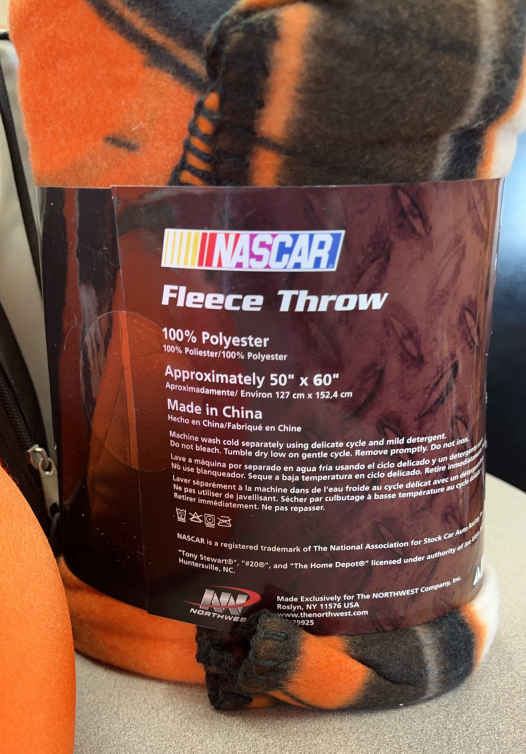 NASCAR
Fleece Throw
100% Polyester
100% Poliester/100% Polyester
Approximately 50" x 60"
Aproximadamente/ Environ 127 cm x 152,4 cm
Made in China
Hecho en China/Fabriqué en Chine
Machine wash cold separately using delicate cycle and mild detergent.
Do not bleach. Tumble dry low on gentle cycle. Remove promptly. Do not iron.
Lave a máquina por separado en agua fría usando el ciclo delicado y un detergente
No use blanqueador. Seque a baja temperatura en ciclo delicado. Retire
Laver séparément à la machine dans de l'eau froide au cycle délicat avec un
Ne pas utiliser de javellisant. Sécher par culbutage à basse température au cycle
Retirer immédiatement. Ne pas repasser.
NASCAR is a registered trademark of The National Association for Stock Car Auto
"Tony Stewart®", "#20®", and "The Home Depot®" licensed under authority of
Huntersville, NC.
NORTHWEST
Made Exclusively for The NORTHWEST Company, Inc.
Roslyn, NY 11576 USA
www.thenorthwest.com